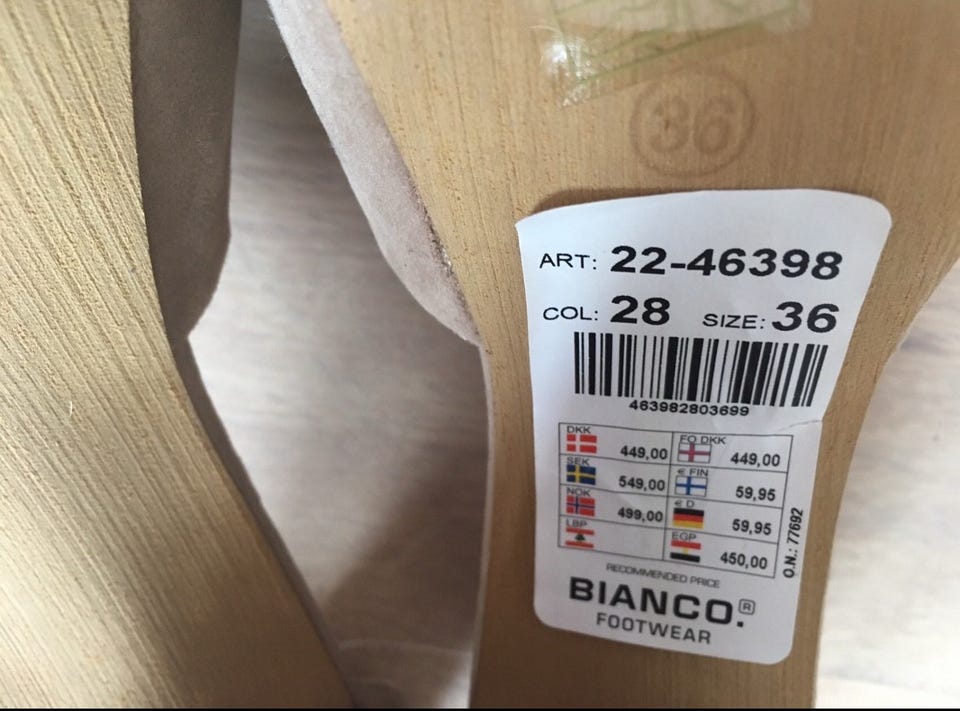 36
ART: 22-46398
COL: 28 SIZE: 36
463982803699
DKK 449,00 FO DKK 449,00
SEK 549,00 € FIN 59,95
NOK 499,00 € D 59,95
LBP EGP 450,00
O.N.: 77692
RECOMMENDED PRICE
BIANCO.®
FOOTWEAR